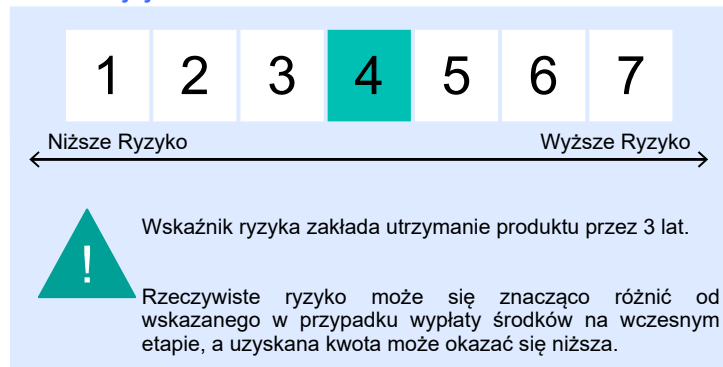 1 2 3 4 5 6 7
Niższe Ryzyko Wyższe Ryzyko
!
Wskaźnik ryzyka zakłada utrzymanie produktu przez 3 lat.
Rzeczywiste ryzyko może się znacząco różnić od
wskazanego w przypadku wypłaty środków na wczesnym
etapie, a uzyskana kwota może okazać się niższa.